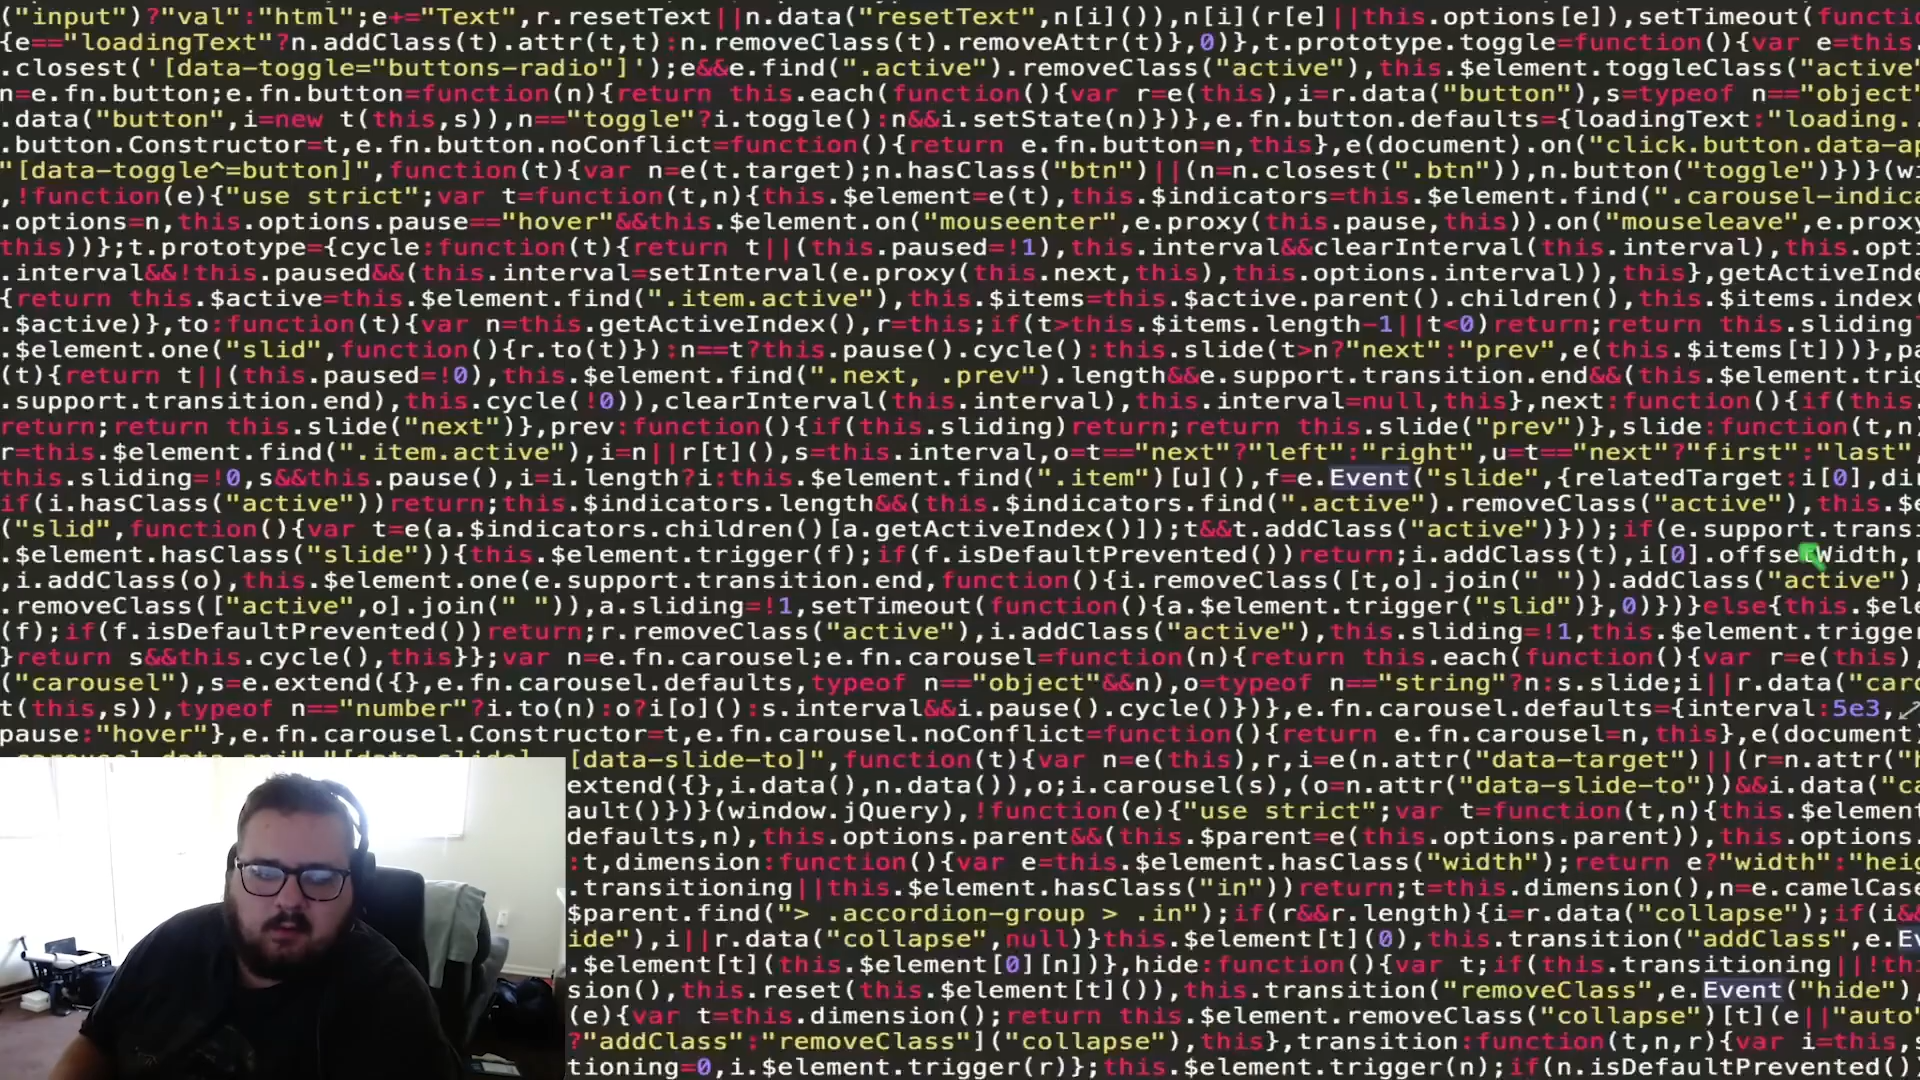 ("input")?"val":"html";e+="Text",r.resetText||n.data("resetText",n[i]()),n[i](r[e]||this.options[e]),setTimeout(functio
{e=="loadingText"?n.addClass(t).attr(t,t):n.removeClass(t).removeAttr(t)},0)},t.prototype.toggle=function(){var e=this.
.closest('[data-toggle="buttons-radio"]');e&&e.find(".active").removeClass("active"),this.$element.toggleClass("active"
n=e.fn.button;e.fn.button=function(n){return this.each(function(){var r=e(this),i=r.data("button"),s=typeof n=="object"
.data("button",i=new t(this,s)),n=="toggle"?i.toggle():n&&i.setState(n)})},e.fn.button.defaults={loadingText:"loading..
.button.Constructor=t,e.fn.button.noConflict=function(){return e.fn.button=n,this},e(document).on("click.button.data-ap
"[data-toggle^=button]",function(t){var n=e(t.target);n.hasClass("btn")||(n=n.closest(".btn")),n.button("toggle")})}(wi
,!function(e){"use strict";var t=function(t,n){this.$element=e(t),this.$indicators=this.$element.find(".carousel-indica
.options=n,this.options.pause=="hover"&&this.$element.on("mouseenter",e.proxy(this.pause,this)).on("mouseleave",e.proxy
this))};t.prototype={cycle:function(t){return t||(this.paused=!1),this.interval&&clearInterval(this.interval),this.opti
.interval&&!this.paused&&(this.interval=setInterval(e.proxy(this.next,this),this.options.interval)),this},getActiveInde
{return this.$active=this.$element.find(".item.active"),this.$items=this.$active.parent().children(),this.$items.index(
.$active)},to:function(t){var n=this.getActiveIndex(),r=this;if(t>this.$items.length-1||t<0)return;return this.sliding?
.$element.one("slid",function(){r.to(t)}):n==t?this.pause().cycle():this.slide(t>n?"next":"prev",e(this.$items[t]))},pa
(t){return t||(this.paused=!0),this.$element.find(".next, .prev").length&&e.support.transition.end&&(this.$element.trig
.support.transition.end),this.cycle(!0)),clearInterval(this.interval),this.interval=null,this},next:function(){if(this.
return;return this.slide("next")},prev:function(){if(this.sliding)return;return this.slide("prev")},slide:function(t,n)
r=this.$element.find(".item.active"),i=n||r[t](),s=this.interval,o=t=="next"?"left":"right",u=t=="next"?"first":"last",
this.sliding=!0,s&&this.pause(),i=i.length?i:this.$element.find(".item")[u](),f=e.Event("slide",{relatedTarget:i[0],di
if(i.hasClass("active"))return;this.$indicators.length&&(this.$indicators.find(".active").removeClass("active"),this.$e
("slid",function(){var t=e(a.$indicators.children()[a.getActiveIndex()]);t&&t.addClass("active")}));if(e.support.transi
.$element.hasClass("slide")){this.$element.trigger(f);if(f.isDefaultPrevented())return;i.addClass(t),i[0].offsetWidth,
,i.addClass(o),this.$element.one(e.support.transition.end,function(){i.removeClass([t,o].join(" ")).addClass("active")
.removeClass(["active",o].join(" ")),a.sliding=!1,setTimeout(function(){a.$element.trigger("slid")},0)})}else{this.$ele
(f);if(f.isDefaultPrevented())return;r.removeClass("active"),i.addClass("active"),this.sliding=!1,this.$element.trigger
}return s&&this.cycle(),this}};var n=e.fn.carousel;e.fn.carousel=function(n){return this.each(function(){var r=e(this),
("carousel"),s=e.extend({},e.fn.carousel.defaults,typeof n=="object"&&n),o=typeof n=="string"?n:s.slide;i||r.data("caro
t(this,s)),typeof n=="number"?i.to(n):o?i[o]():s.interval&&i.pause().cycle()})},e.fn.carousel.defaults={interval:5e3,
pause:"hover"},e.fn.carousel.Constructor=t,e.fn.carousel.noConflict=function(){return e.fn.carousel=n,this},e(document)
[data-slide-to]",function(t){var n=e(this),r,i=e(n.attr("data-target")||(r=n.attr("h
extend({},i.data(),n.data()),o;i.carousel(s),(o=n.attr("data-slide-to"))&&i.data("ca
ault()})}(window.jQuery),!function(e){"use strict";var t=function(t,n){this.$element
defaults,n),this.options.parent&&(this.$parent=e(this.options.parent)),this.options.
:t,dimension:function(){var e=this.$element.hasClass("width");return e?"width":"heig
.transitioning||this.$element.hasClass("in"))return;t=this.dimension(),n=e.camelCase
$parent.find("> .accordion-group > .in");if(r&&r.length){i=r.data("collapse");if(i&&
ide"),i||r.data("collapse",null)}this.$element[t](0),this.transition("addClass",e.Ev
.$element[t](this.$element[0][n])},hide:function(){var t;if(this.transitioning||!thi
sion(),this.reset(this.$element[t]()),this.transition("removeClass",e.Event("hide"),
(e){var t=this.dimension();return this.$element.removeClass("collapse")[t](e||"auto"
?"addClass":"removeClass"]("collapse"),this},transition:function(t,n,r){var i=this,s
tioning=0,i.$element.trigger(r)};this.$element.trigger(n);if(n.isDefaultPrevented())